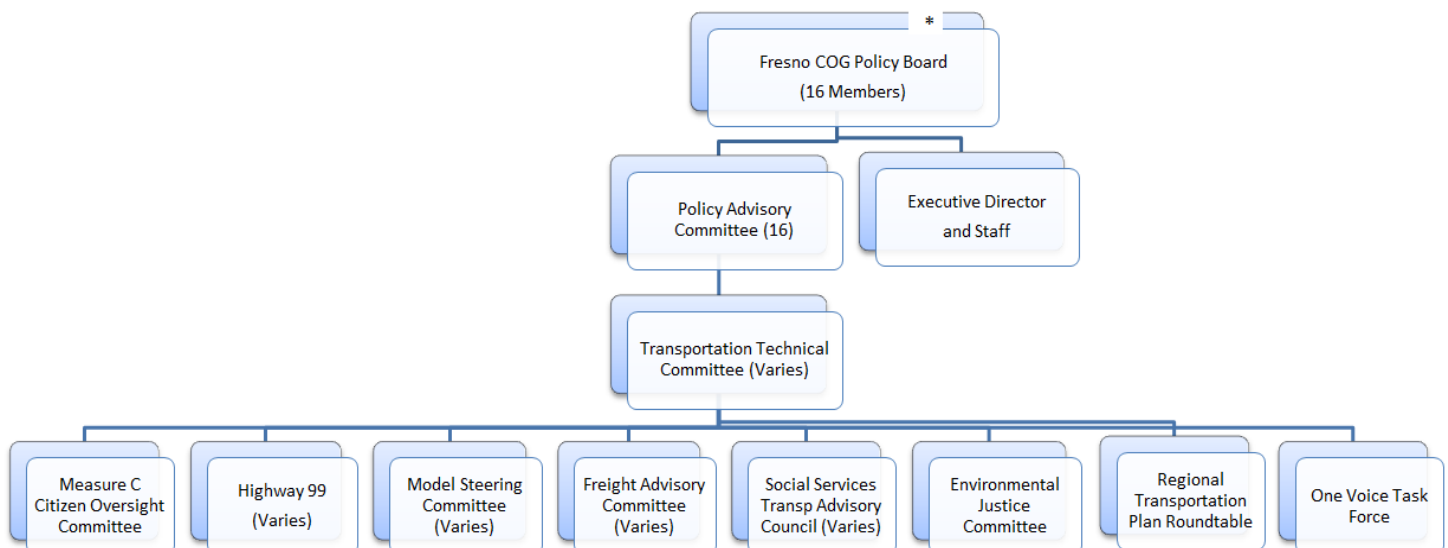 *
Fresno COG Policy Board
(16 Members)
Policy Advisory
Committee (16)
Executive Director
and Staff
Transportation Technical
Committee (Varies)
Measure C
Citizen Oversight
Committee
Highway 99
(Varies)
Model Steering
Committee
(Varies)
Freight Advisory
Committee
(Varies)
Social Services
Transp Advisory
Council (Varies)
Environmental
Justice
Committee
Regional
Transportation
Plan Roundtable
One Voice Task
Force